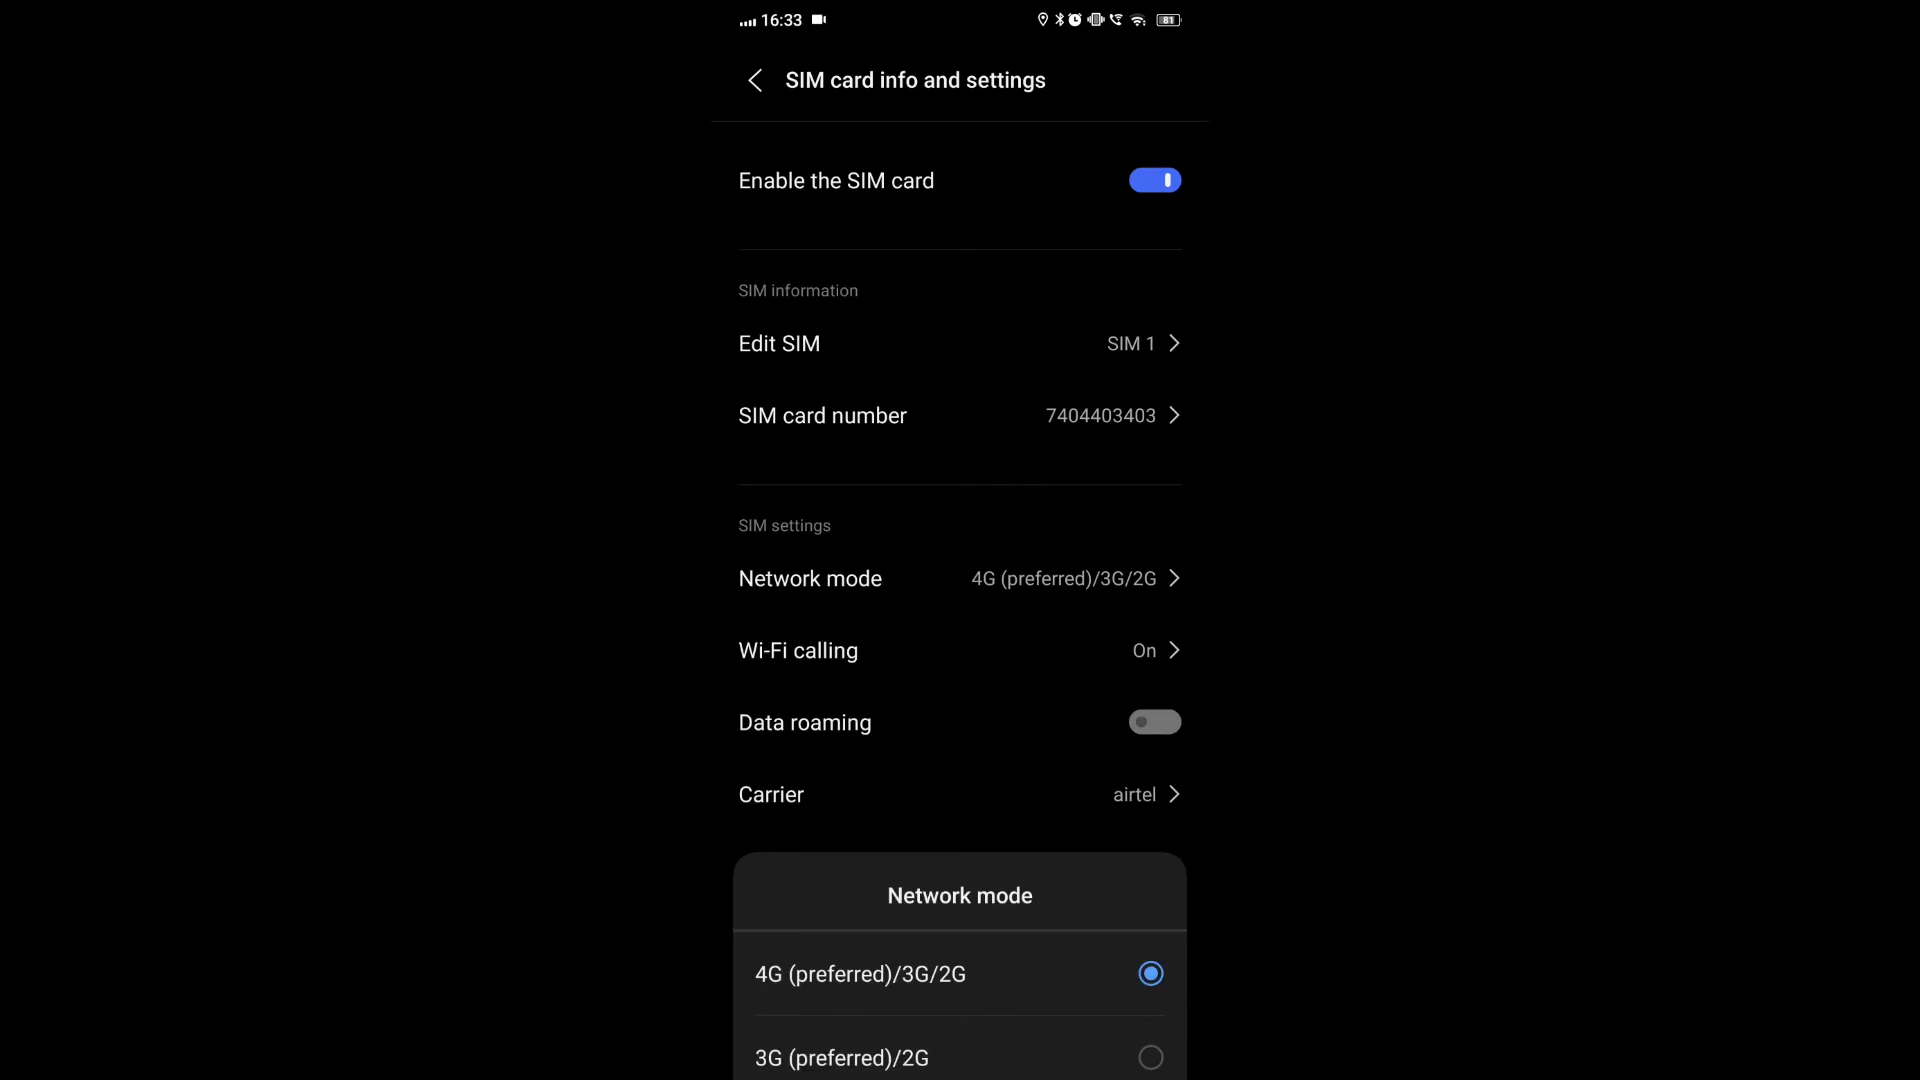 16:33 81
SIM card info and settings
Enable the SIM card
SIM information
Edit SIM SIM 1
SIM card number 7404403403
SIM settings
Network mode 4G (preferred)/3G/2G
Wi-Fi calling On
Data roaming
Carrier airtel
Network mode
4G (preferred)/3G/2G
3G (preferred)/2G